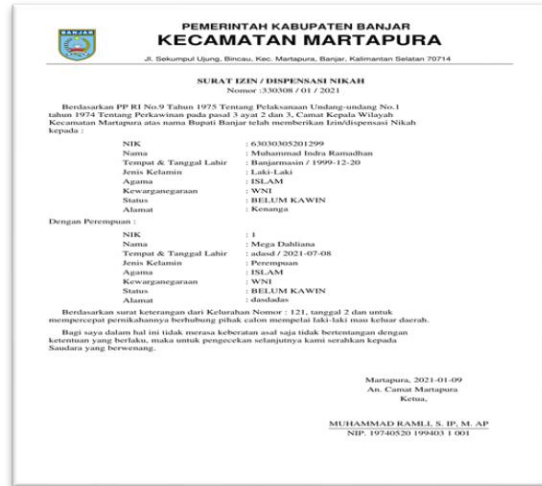 BANJAR
PEMERINTAH KABUPATEN BANJAR
KECAMATAN MARTAPURA
Jl. Sekumpul Ujung, Bincau, Kec. Martapura, Banjar, Kalimantan Selatan 70714
SURAT IZIN / DISPENSASI NIKAH
Nomor :330308 / 01 / 2021
Berdasarkan PP RI No.9 Tahun 1975 Tentang Pelaksanaan Undang-undang No.1
tahun 1974 Tentang Perkawinan pada pasal 3 ayat 2 dan 3, Camat Kepala Wilayah
Kecamatan Martapura atas nama Bupati Banjar telah memberikan Izin/dispensasi Nikah
kepada :
NIK : 63030305201299
Nama : Muhammad Indra Ramadhan
Tempat & Tanggal Lahir : Banjarmasin / 1999-12-20
Jenis Kelamin : Laki-Laki
Agama : ISLAM
Kewarganegaraan : WNI
Status : BELUM KAWIN
Alamat : Kenanga
Dengan Perempuan :
NIK : 1
Nama : Mega Dahliana
Tempat & Tanggal Lahir : adasd / 2021-07-08
Jenis Kelamin : Perempuan
Agama : ISLAM
Kewarganegaraan : WNI
Status : BELUM KAWIN
Alamat : dasdadas
Berdasarkan surat keterangan dari Kelurahan Nomor : 121, tanggal 2 dan untuk
mempercepat pernikahannya berhubung pihak calon mempelai laki-laki mau keluar daerah.
Bagi saya dalam hal ini tidak merasa keberatan asal saja tidak bertentangan dengan
ketentuan yang berlaku, maka untuk pengecekan selanjutnya kami serahkan kepada
Saudara yang berwenang.
Martapura, 2021-01-09
An. Camat Martapura
Ketua,
MUHAMMAD RAMLI, S. IP, M. AP
NIP. 19740520 199403 1 001